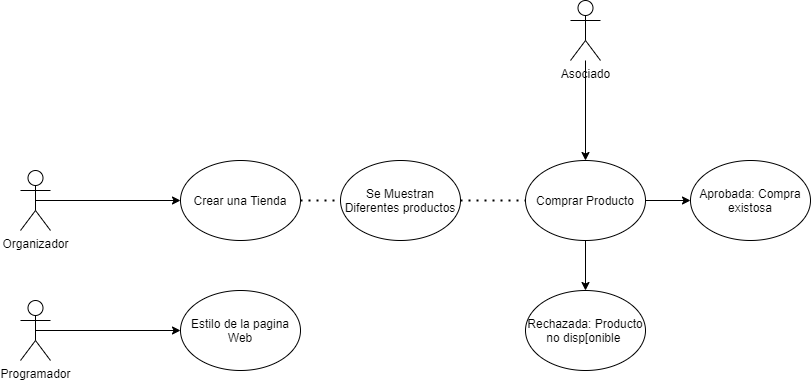 Asociado
Crear una Tienda
Se Muestran
Diferentes productos
Comprar Producto
Aprobada: Compra
existosa
Organizador
Estilo de la pagina
Web
Rechazada: Producto
no disp[onible
Programador